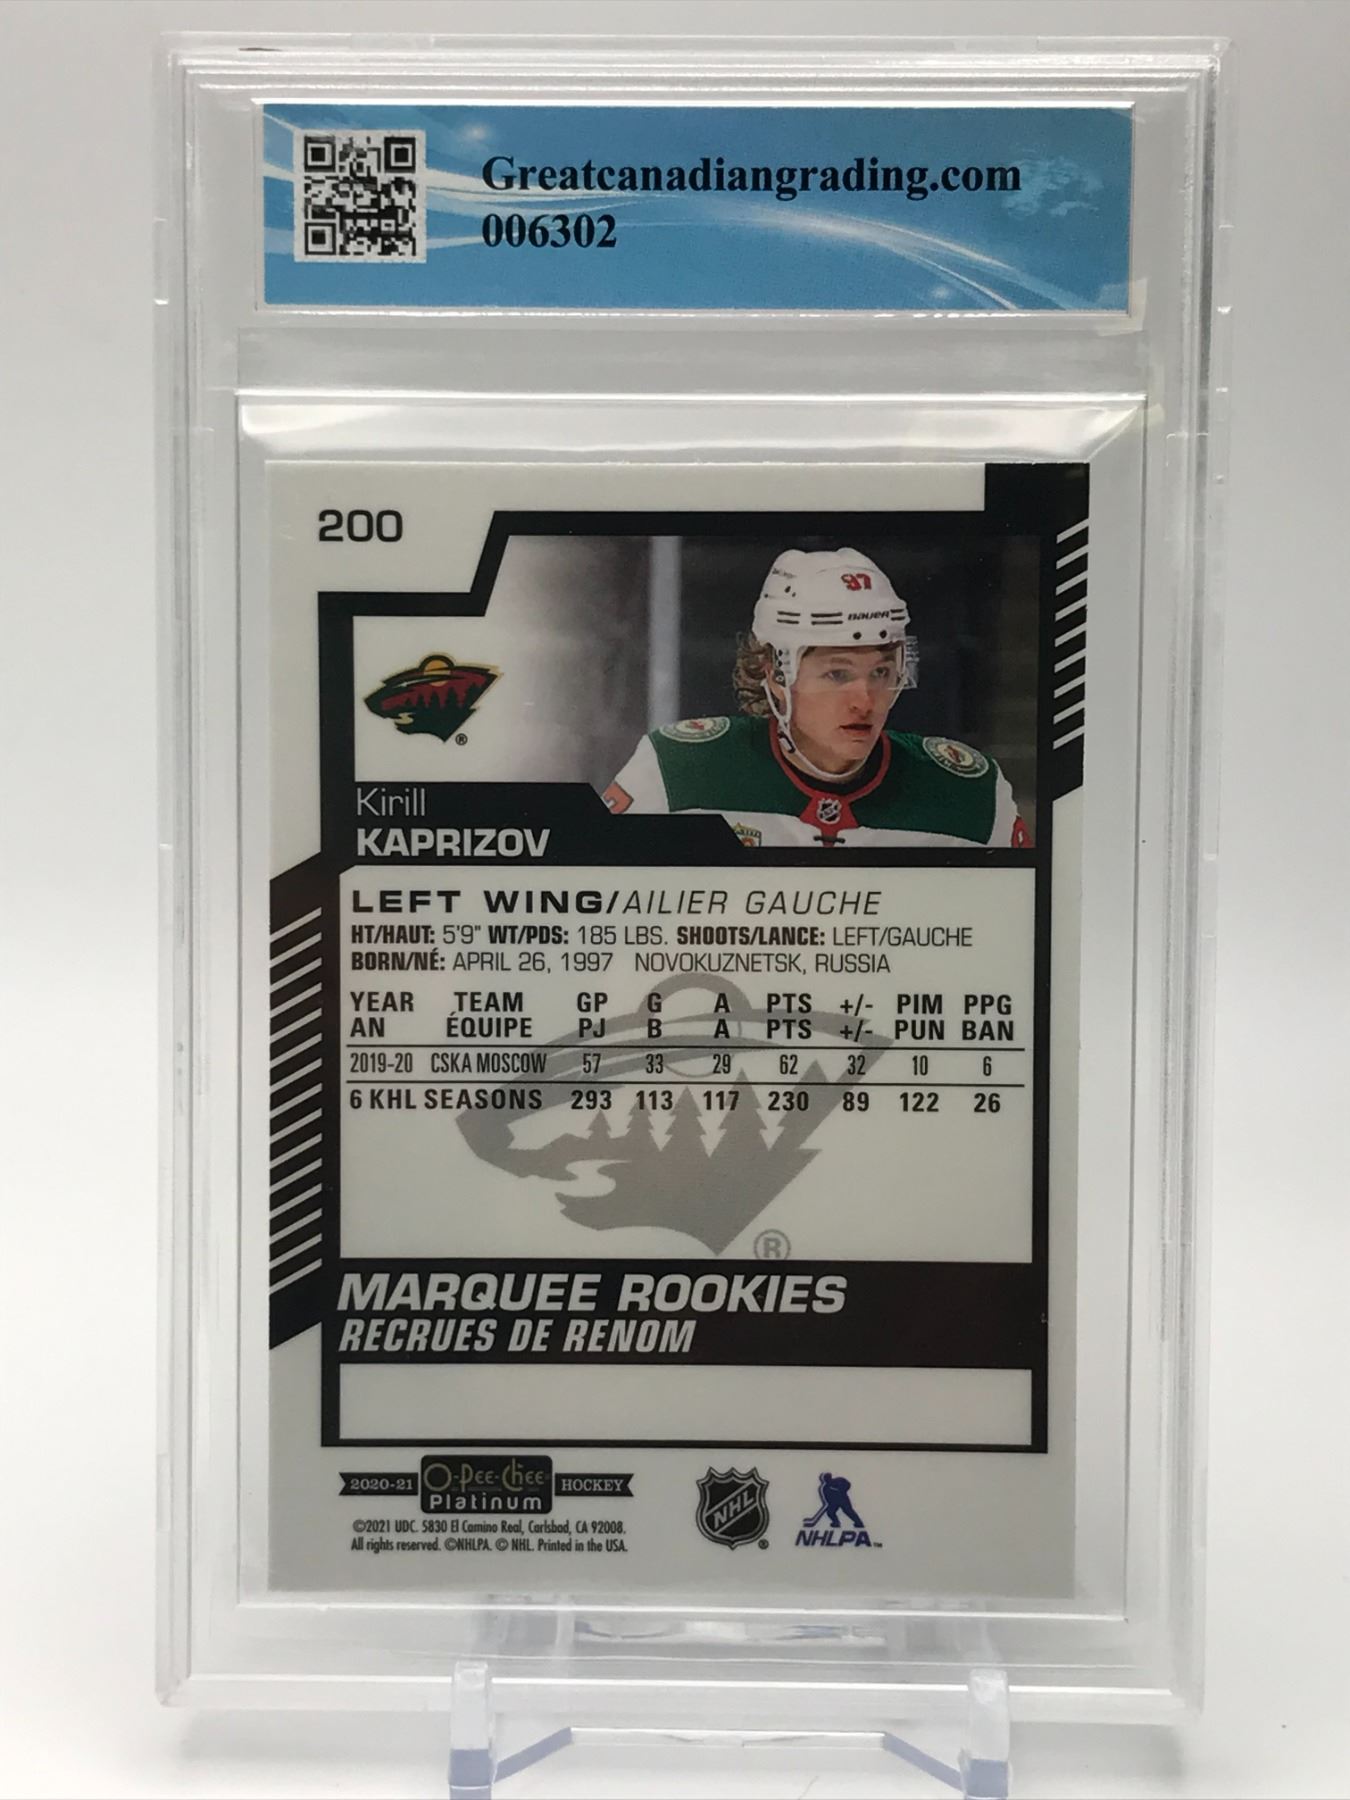 Greatcanadiangrading.com
006302
200
97
BAUER
Kirill
KAPRIZOV
LEFT WING/AILIER GAUCHE
HT/HAUT: 5'9" WT/PDS: 185 LBS. SHOOTS/LANCE: LEFT/GAUCHE
BORN/NÉ: APRIL 26, 1997 NOVOKUZNETSK, RUSSIA
YEAR TEAM GP G A PTS +/- PIM PPG
AN ÉQUIPE PJ B A PTS +/- PUN BAN
2019-20 CSKA MOSCOW 57 33 29 62 32 10 6
6 KHL SEASONS 293 113 117 230 89 122 26
MARQUEE ROOKIES
RECRUES DE RENOM
2020-21 O-Pee-Chee Platinum HOCKEY
©2021 UDC. 5830 El Camino Real, Carlsbad, CA 92008.
All rights reserved. ©NHLPA. © NHL. Printed in the USA.
NHL
NHLPA™